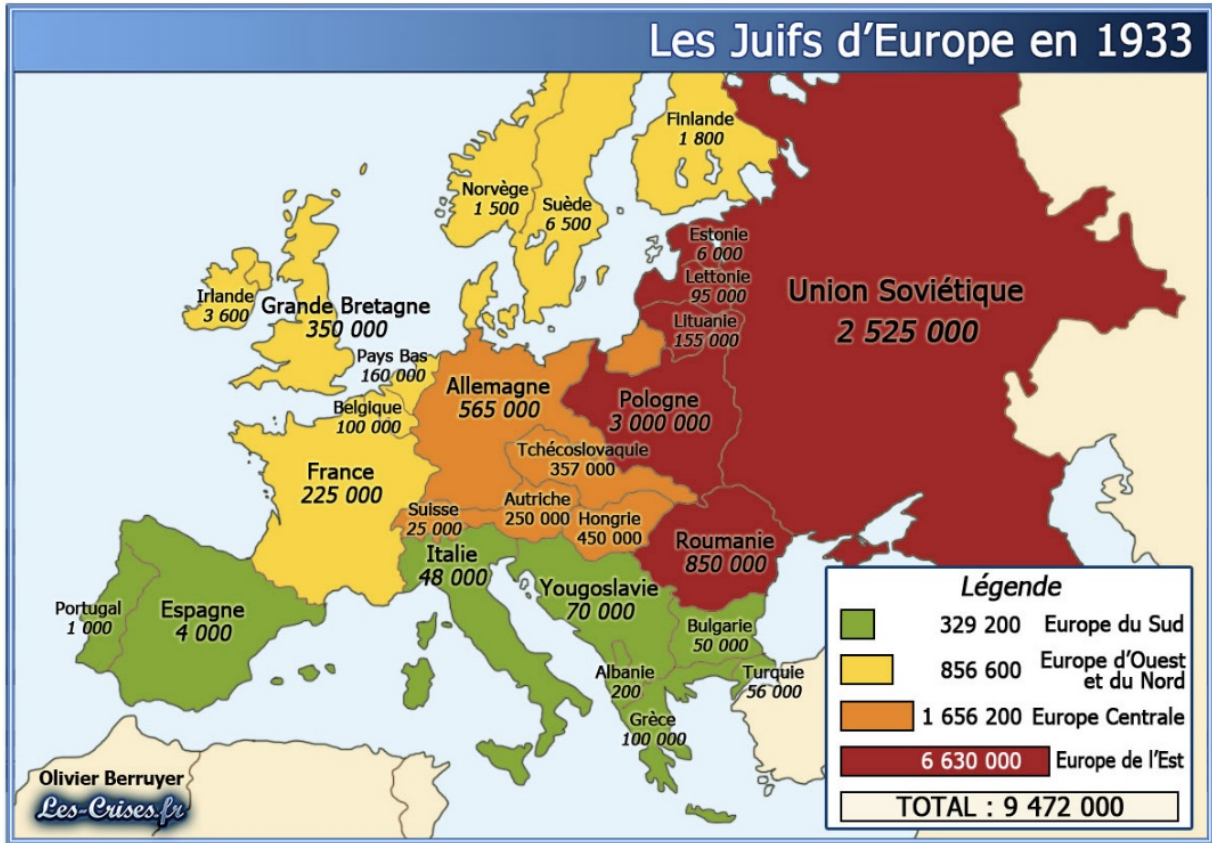 Les Juifs d'Europe en 1933
Finlande
1 800
Norvège
1 500
Suède
6 500
Estonie
6 000
Lettonie
95 000
Lituanie
155 000
Union Soviétique
2 525 000
Irlande
3 600
Grande Bretagne
350 000
Pays Bas
160 000
Belgique
100 000
Allemagne
565 000
Pologne
3 000 000
Tchécoslovaquie
357 000
France
225 000
Suisse
25 000
Autriche
250 000
Hongrie
450 000
Roumanie
850 000
Italie
48 000
Yougoslavie
70 000
Portugal
1 000
Espagne
4 000
Bulgarie
50 000
Albanie
200
Turquie
56 000
Grèce
100 000
Légende
329 200 Europe du Sud
856 600 Europe d'Ouest
et du Nord
1 656 200 Europe Centrale
6 630 000 Europe de l'Est
TOTAL : 9 472 000
Olivier Berruyer
Les-Crises.fr